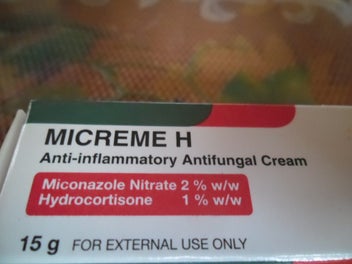 MICREME H
Anti-inflammatory Antifungal Cream
Miconazole Nitrate 2 % w/w
Hydrocortisone 1 % w/w
15 g FOR EXTERNAL USE ONLY